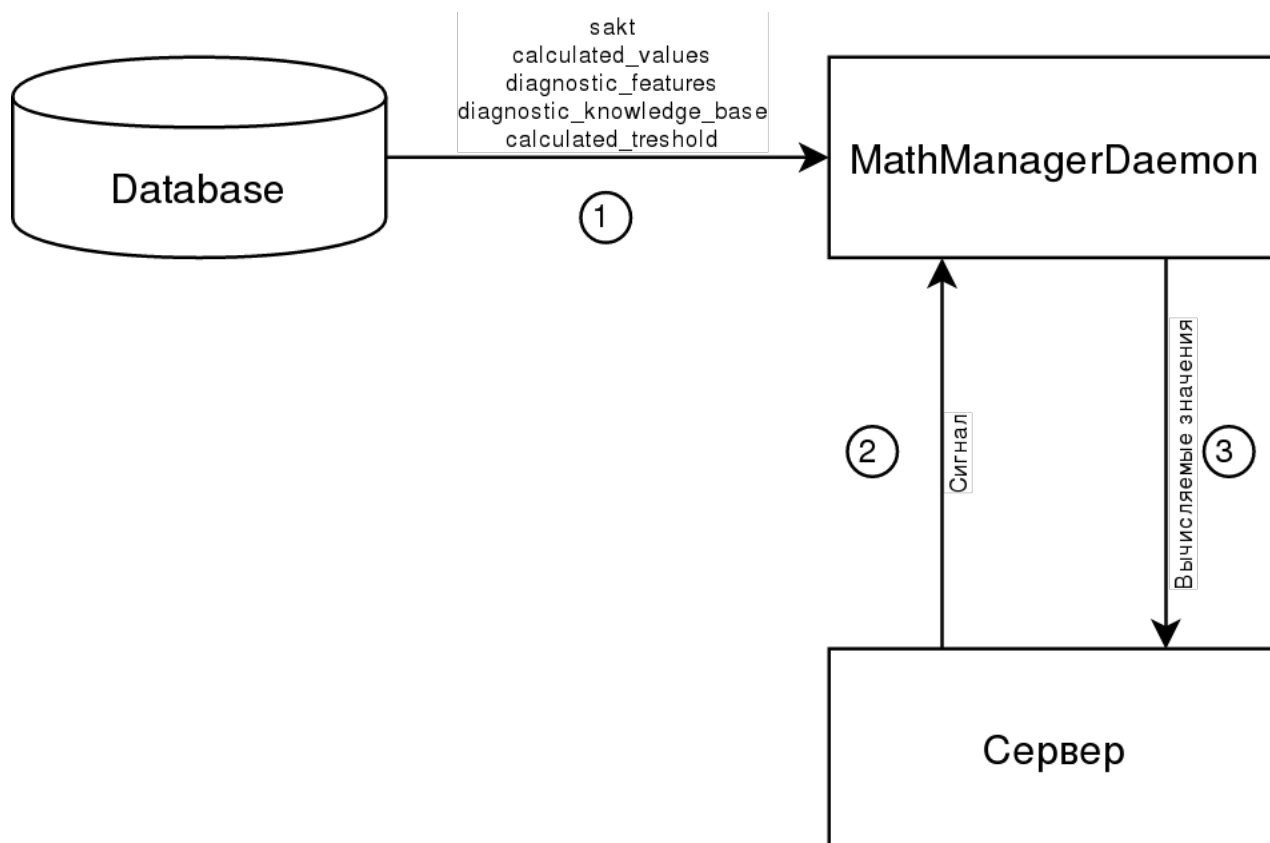 sakt
calculated_values
diagnostic_features
diagnostic_knowledge_base
calculated_treshold
Database
MathManagerDaemon
1
2
Сигнал
Вычисляемые значения
3
Сервер